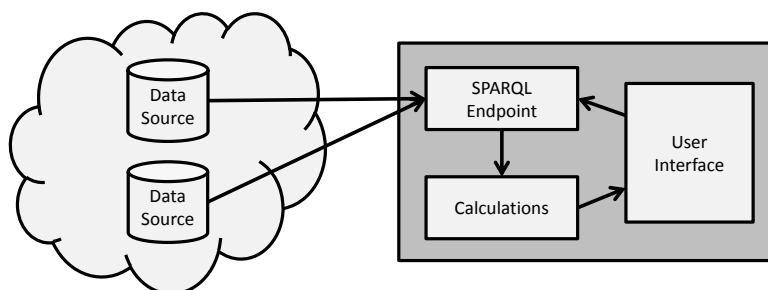 Data
Source
Data
Source
SPARQL
Endpoint
Calculations
User
Interface